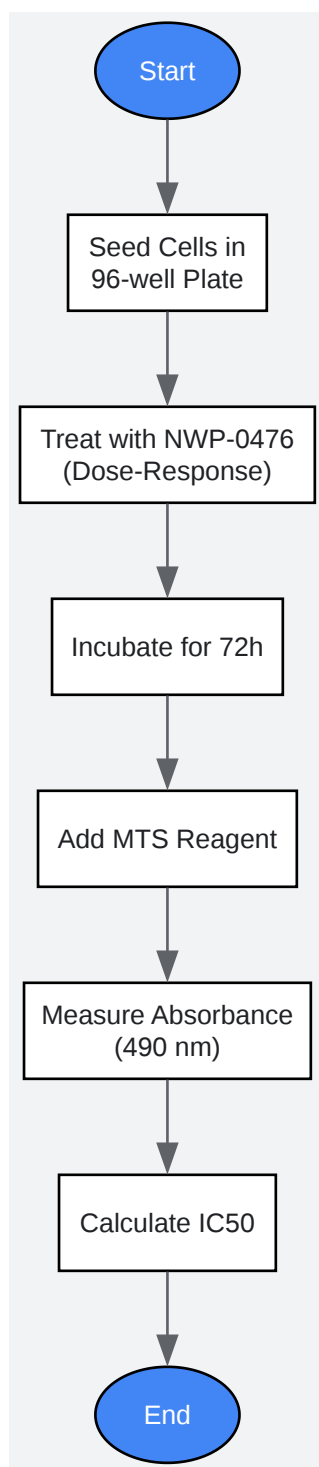 Start
Seed Cells in
96-well Plate
Treat with NWP-0476
(Dose-Response)
Incubate for 72h
Add MTS Reagent
Measure Absorbance
(490 nm)
Calculate IC50
End